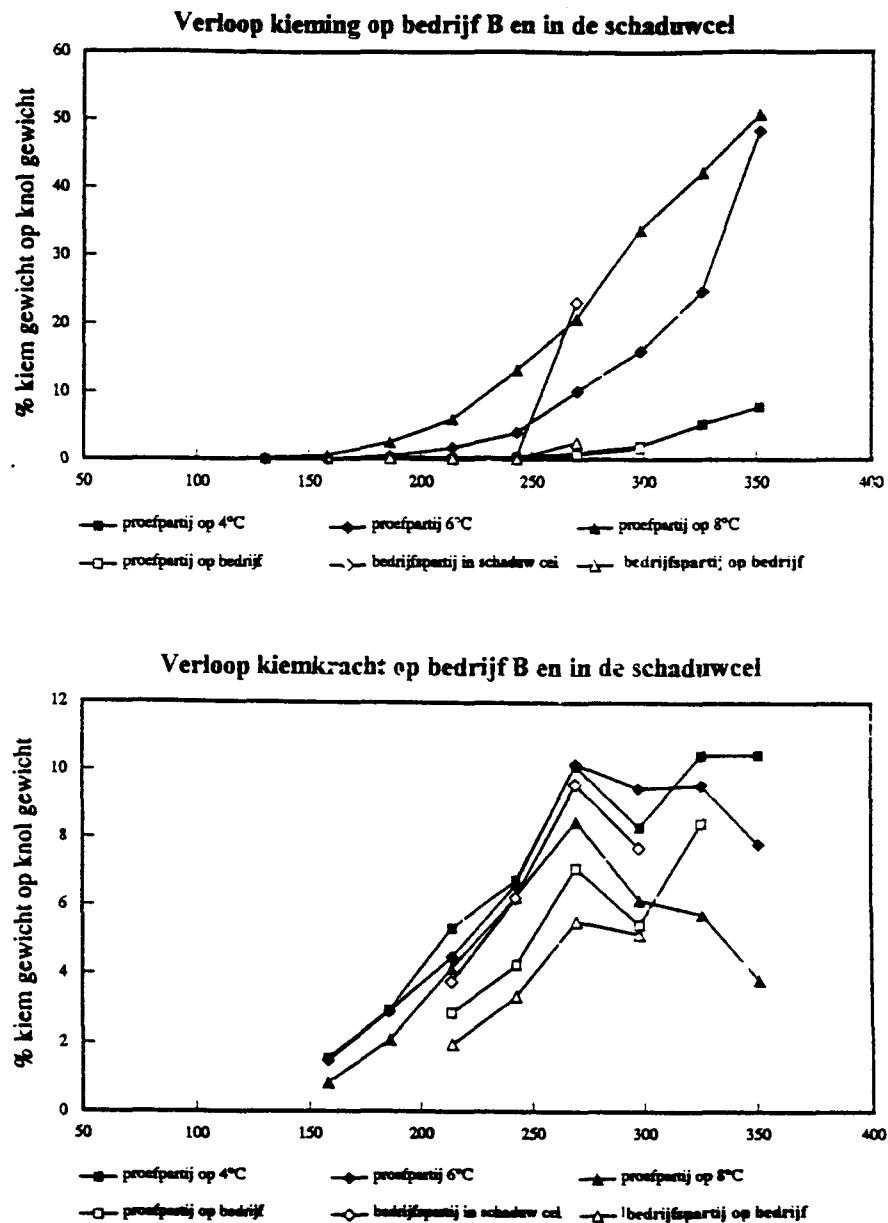 Verloop kieming op bedrijf B en in de schaduwcel
% kiem gewicht op knol gewicht
60
50
40
30
20
10
0
50 100 150 200 250 300 350 400
proefpartij op 4°C proefpartij 6°C proefpartij op 8°C
proefpartij op bedrijf bedrijfspartij in schaduw cel bedrijfspartij op bedrijf
Verloop kiemkracht op bedrijf B en in de schaduwcel
% kiem gewicht op knol gewicht
12
10
8
6
4
2
0
50 100 150 200 250 300 350 400
proefpartij op 4°C proefpartij 6°C proefpartij op 8°C
proefpartij op bedrijf bedrijfspartij in schaduw cel bedrijfspartij op bedrijf